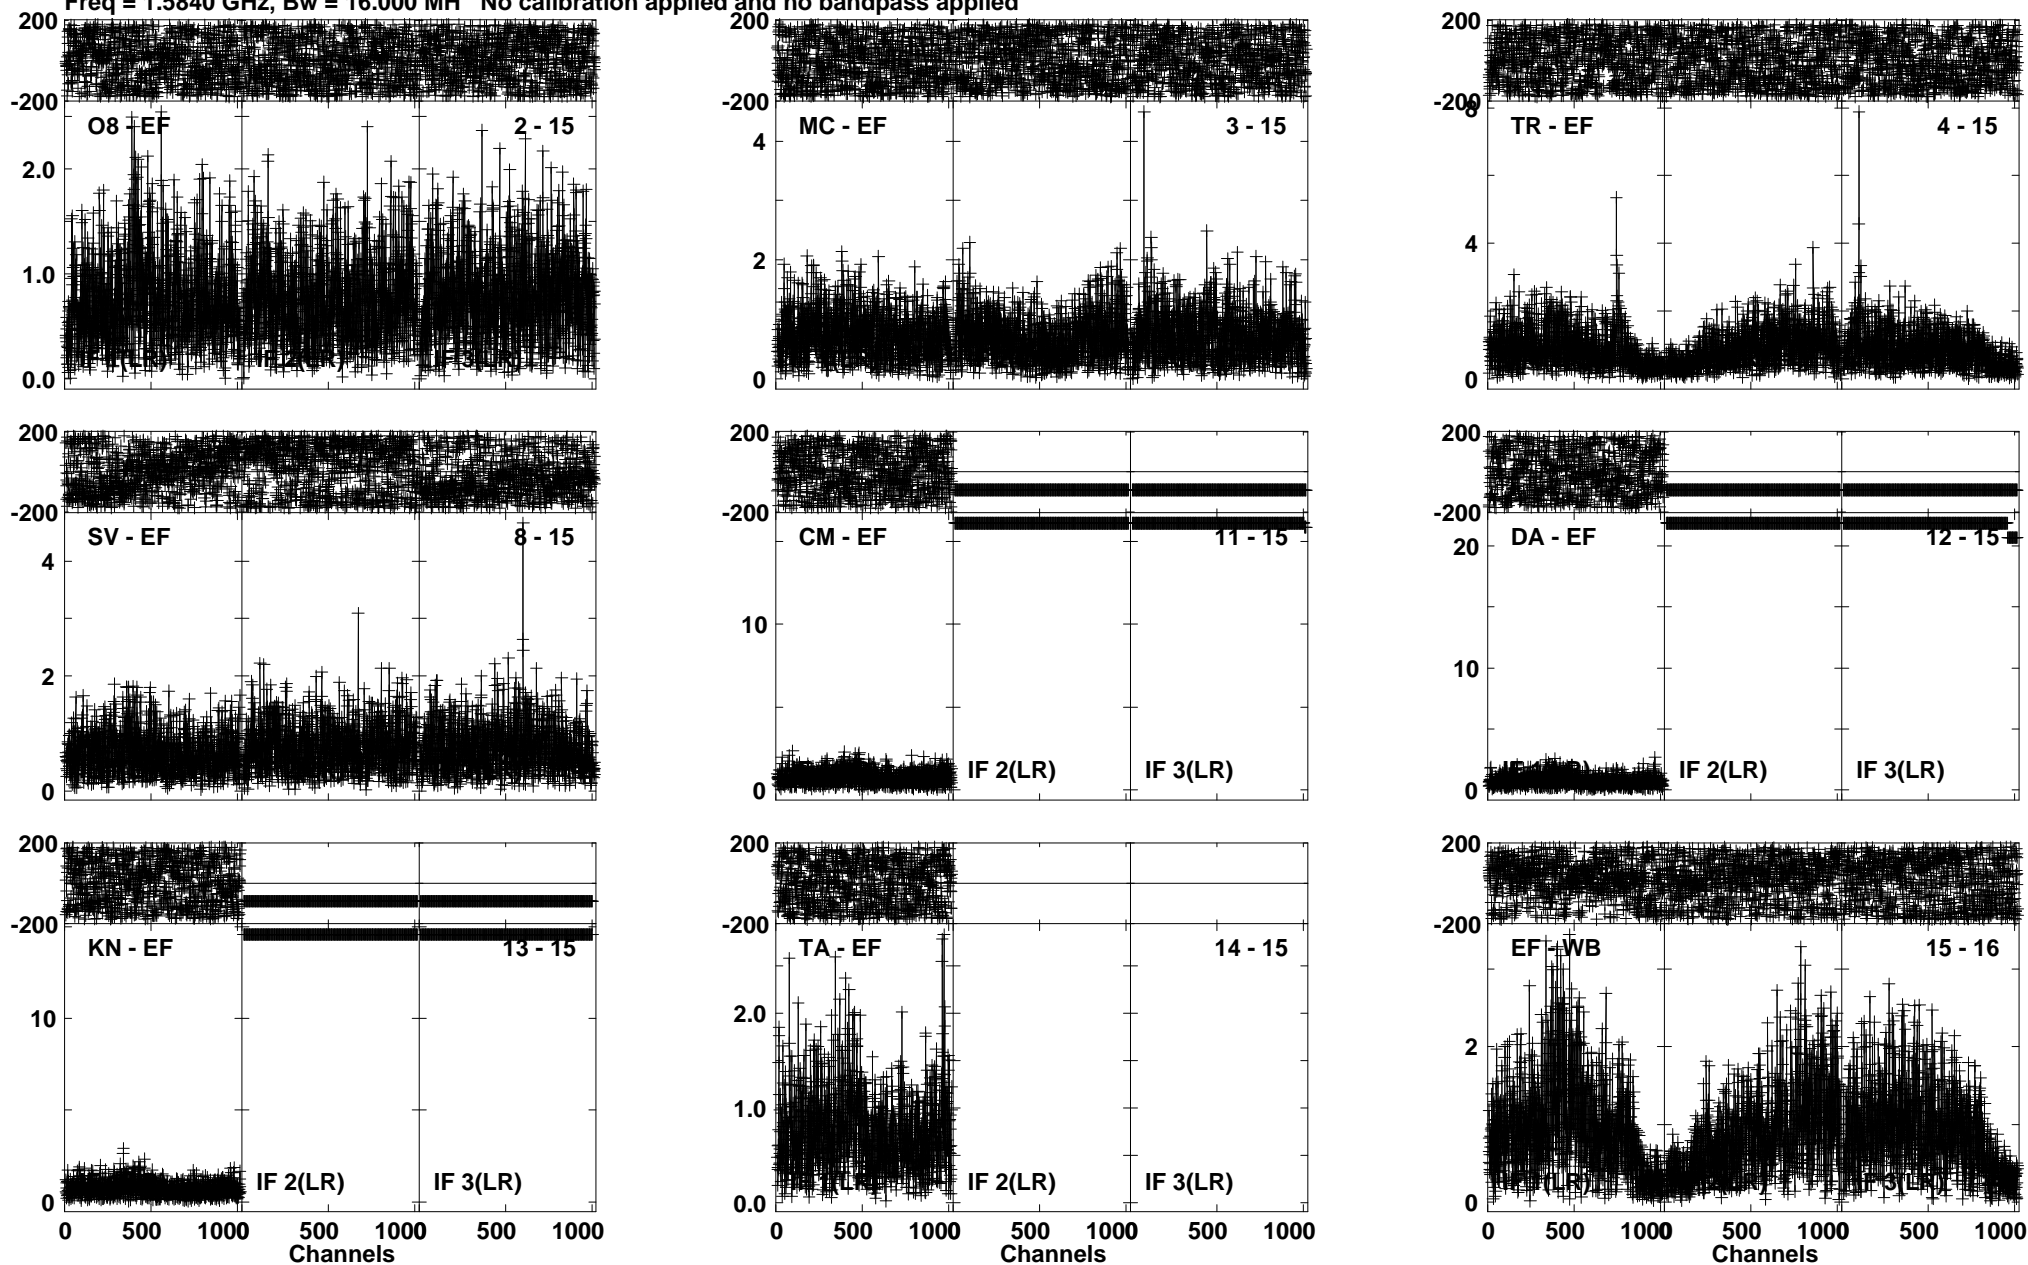 Freq = 1.5840 GHz, Bw = 16.000 MH No calibration applied and no bandpass applied
200 200 200
-200 -200 -200
O8 - EF 2 - 15 MC - EF 3 - 15 TR - EF 4 - 15
8
2.0 4
1.0 2 4
0.0 0 0
200 200 200
-200 -200 -200
SV - EF 8 - 15 CM - EF 11 - 15 DA - EF 12 - 15
4 20
10
2 10
IF 2(LR) IF 3(LR) IF 2(LR) IF 3(LR)
0 0 0
200 200 200
-200 -200 -200
KN - EF 13 - 15 TA - EF 14 - 15 EF - WB 15 - 16
10 2.0 2
1.0
IF 2(LR) IF 3(LR) IF 2(LR) IF 3(LR)
0 0.0 0
0 500 1000 500 1000 500 1000 0 500 1000 500 1000 500 1000 0 500 1000 500 1000 500 1000
Channels Channels Channels